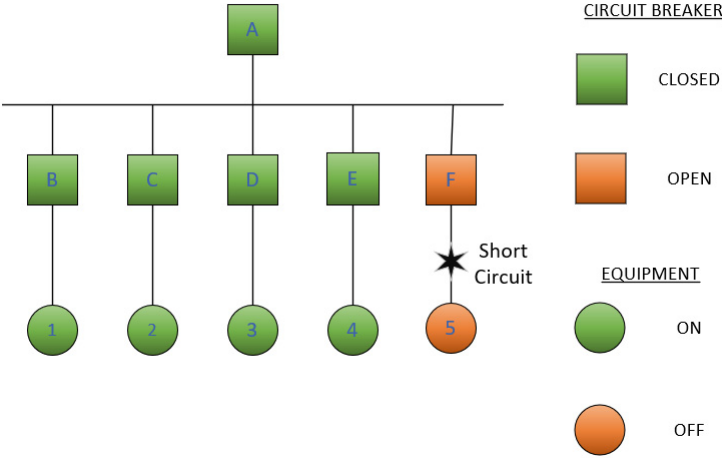 CIRCUIT BREAKER
A
CLOSED
B
C
D
E
F
OPEN
Short
Circuit
EQUIPMENT
1
2
3
4
5
ON
OFF